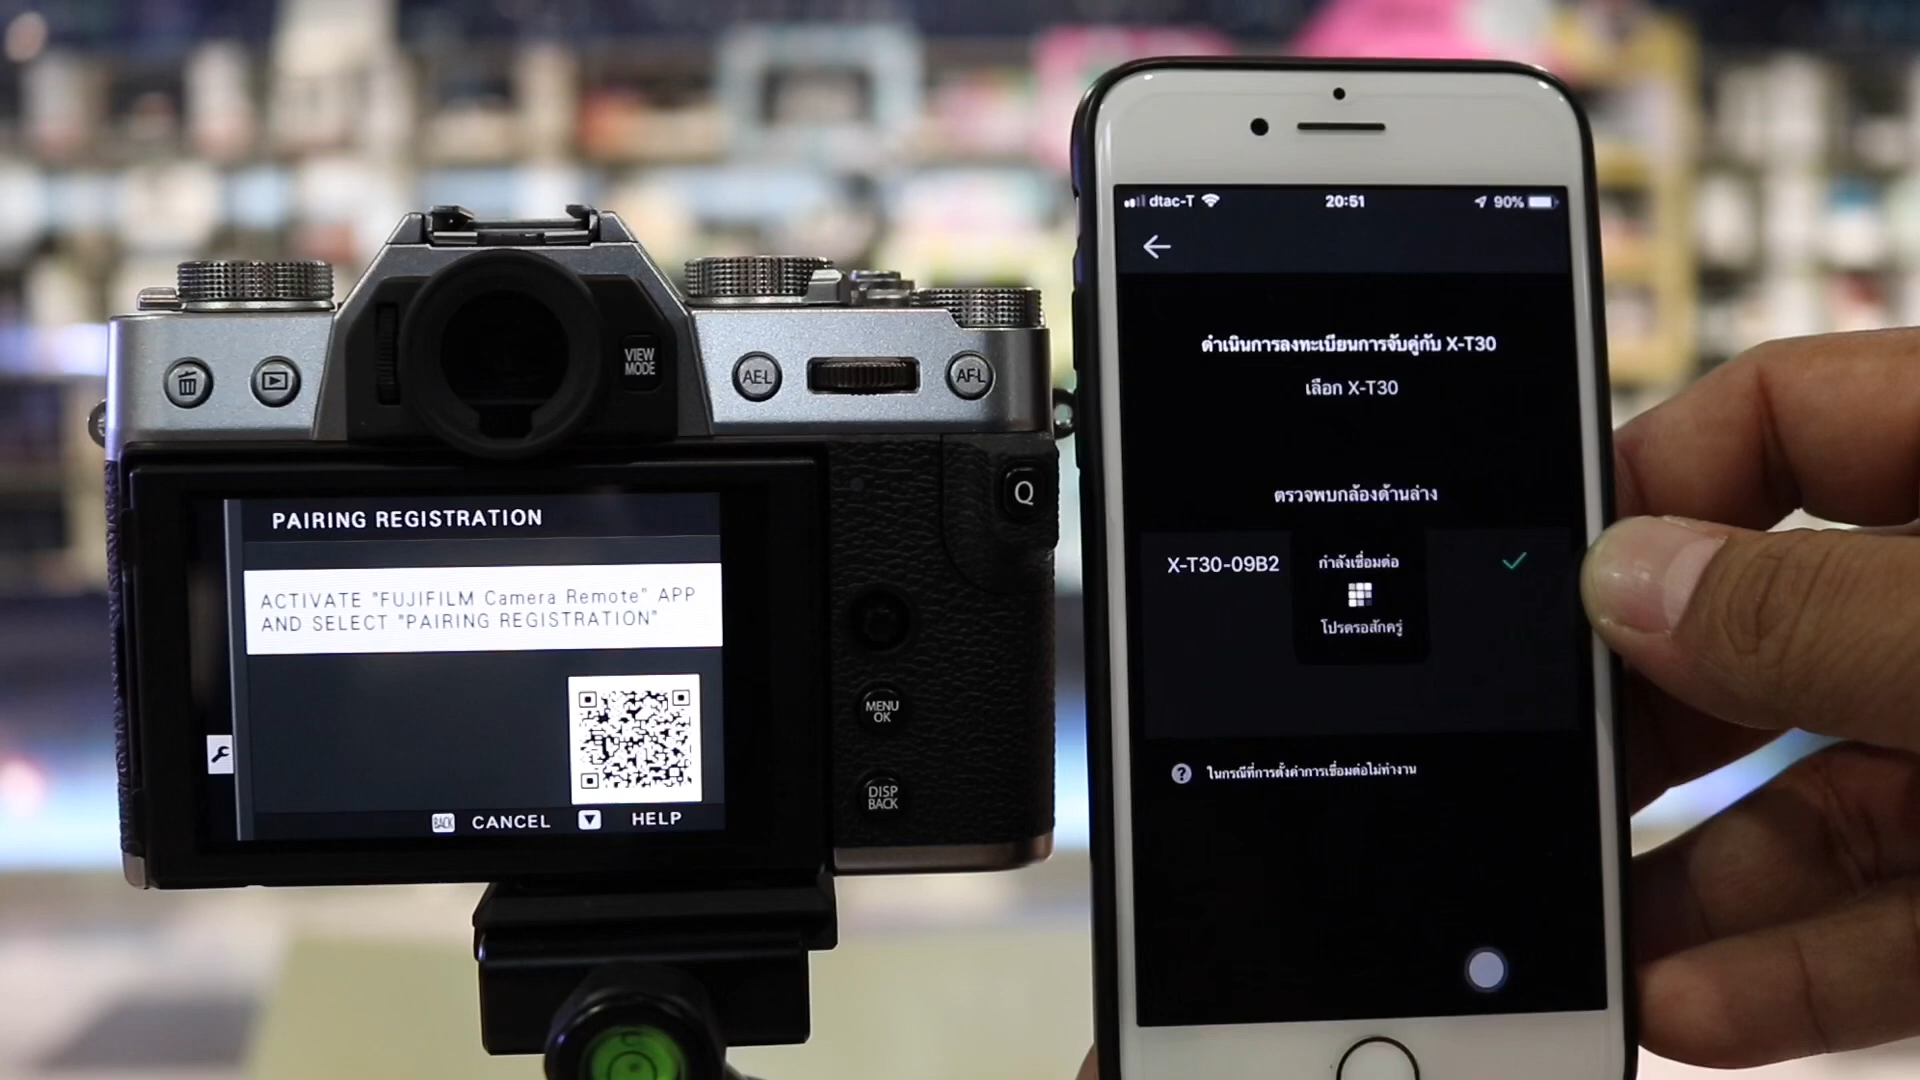 VIEW
MODE
AE-L
AF-L
Q
MENU
OK
DISP
BACK
PAIRING REGISTRATION
ACTIVATE "FUJIFILM Camera Remote" APP
AND SELECT "PAIRING REGISTRATION"
BACK CANCEL HELP
dtac-T 20:51 90%
ดำเนินการลงทะเบียนการจับคู่กับ X-T30
เลือก X-T30
ตรวจพบกล้องด้านล่าง
X-T30-09B2
กำลังเชื่อมต่อ
โปรดรอสักครู่
? ในกรณีที่การตั้งค่าการเชื่อมต่อไม่ทำงาน